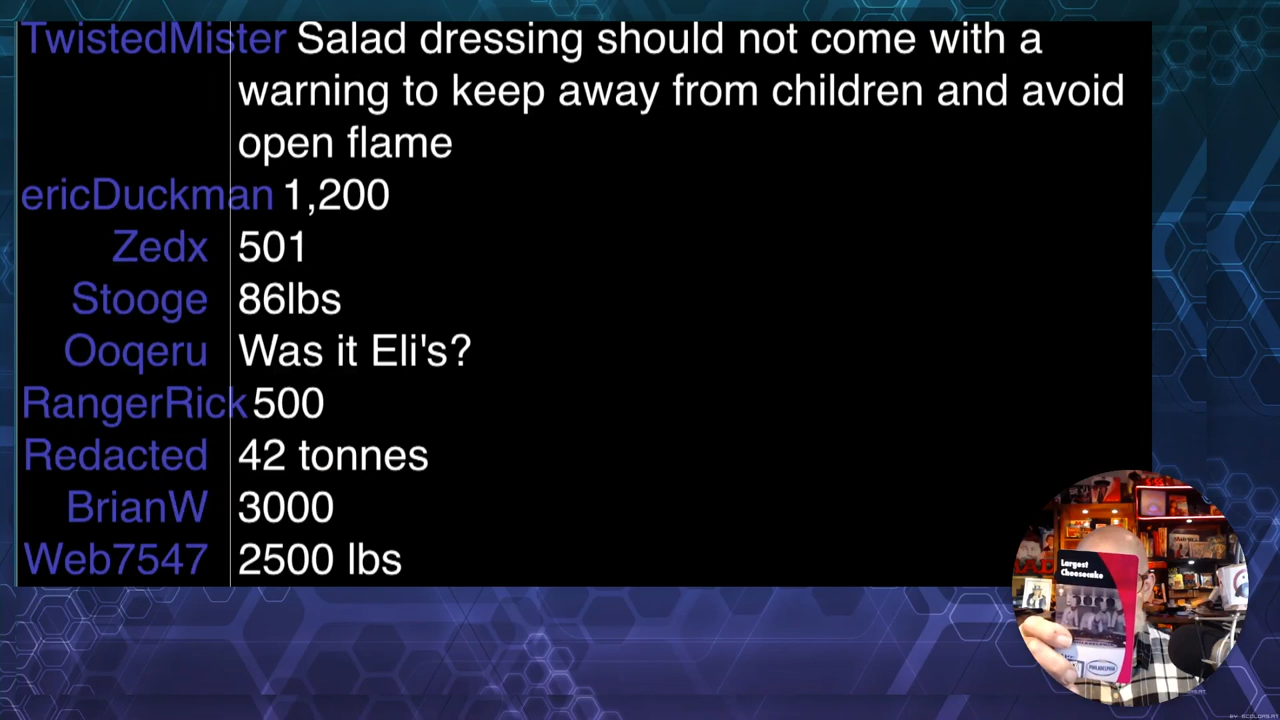 TwistedMister Salad dressing should not come with a
warning to keep away from children and avoid
open flame
ericDuckman 1,200
Zedx 501
Stooge 86lbs
Ooqeru Was it Eli's?
RangerRick 500
Redacted 42 tonnes
BrianW 3000
Web7547 2500 lbs
Largest
Cheesecake
PHILADELPHIA